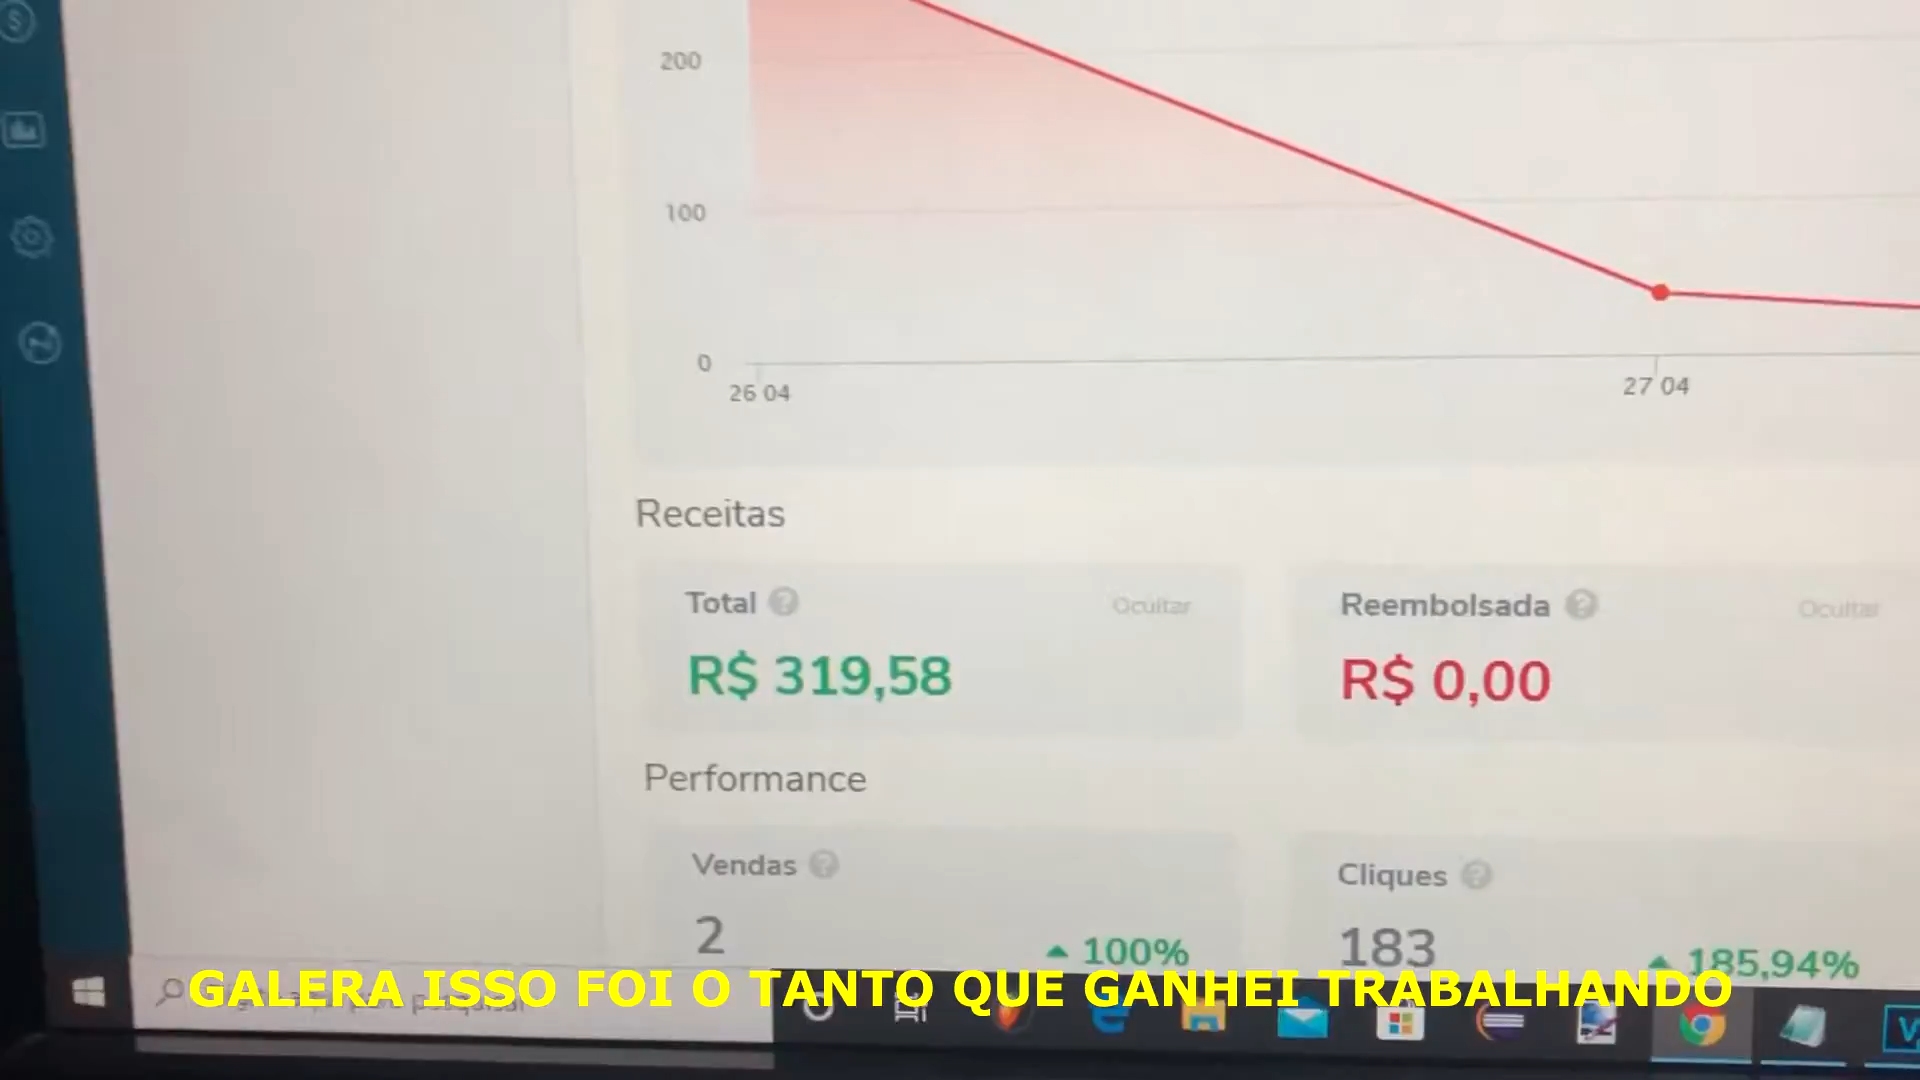 200
100
0
26 04
27 04
Receitas
Total
Ocultar
R$ 319,58
Reembolsada
Ocultar
R$ 0,00
Performance
Vendas
2
100%
Cliques
183
185,94%
GALERA ISSO FOI O TANTO QUE GANHEI TRABALHANDO